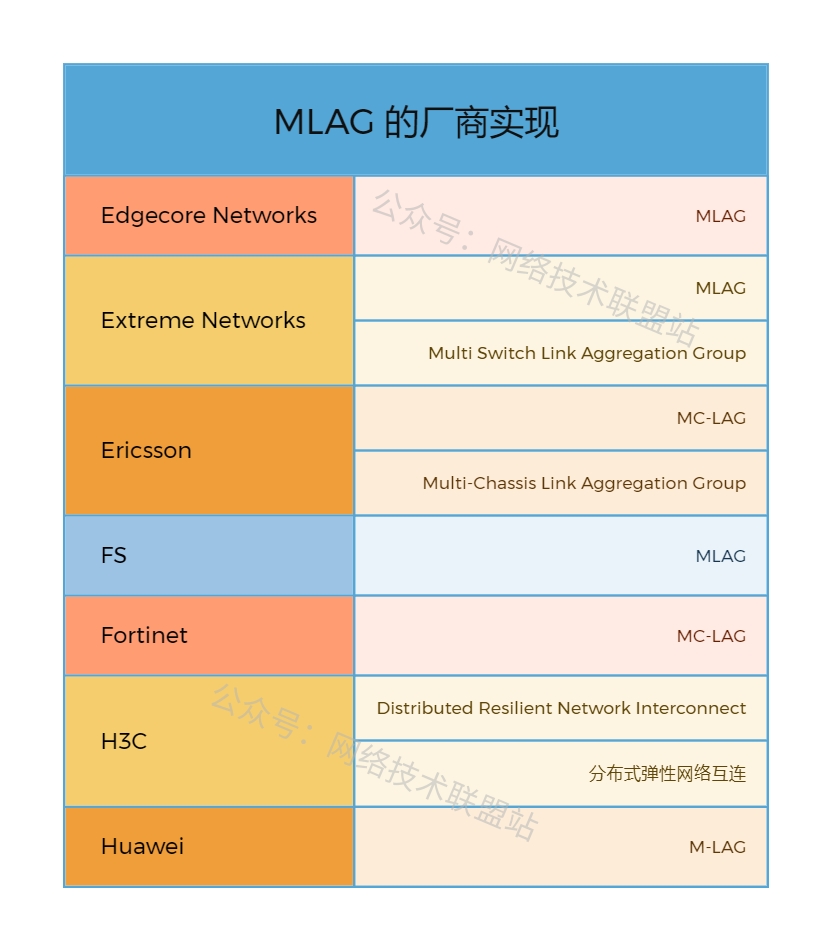 MLAG 的厂商实现
Edgecore Networks
MLAG
Extreme Networks
MLAG
Multi Switch Link Aggregation Group
Ericsson
MC-LAG
Multi-Chassis Link Aggregation Group
FS
MLAG
Fortinet
MC-LAG
H3C
Distributed Resilient Network Interconnect
分布式弹性网络互连
Huawei
M-LAG
公众号：网络技术联盟站
公众号：网络技术联盟站